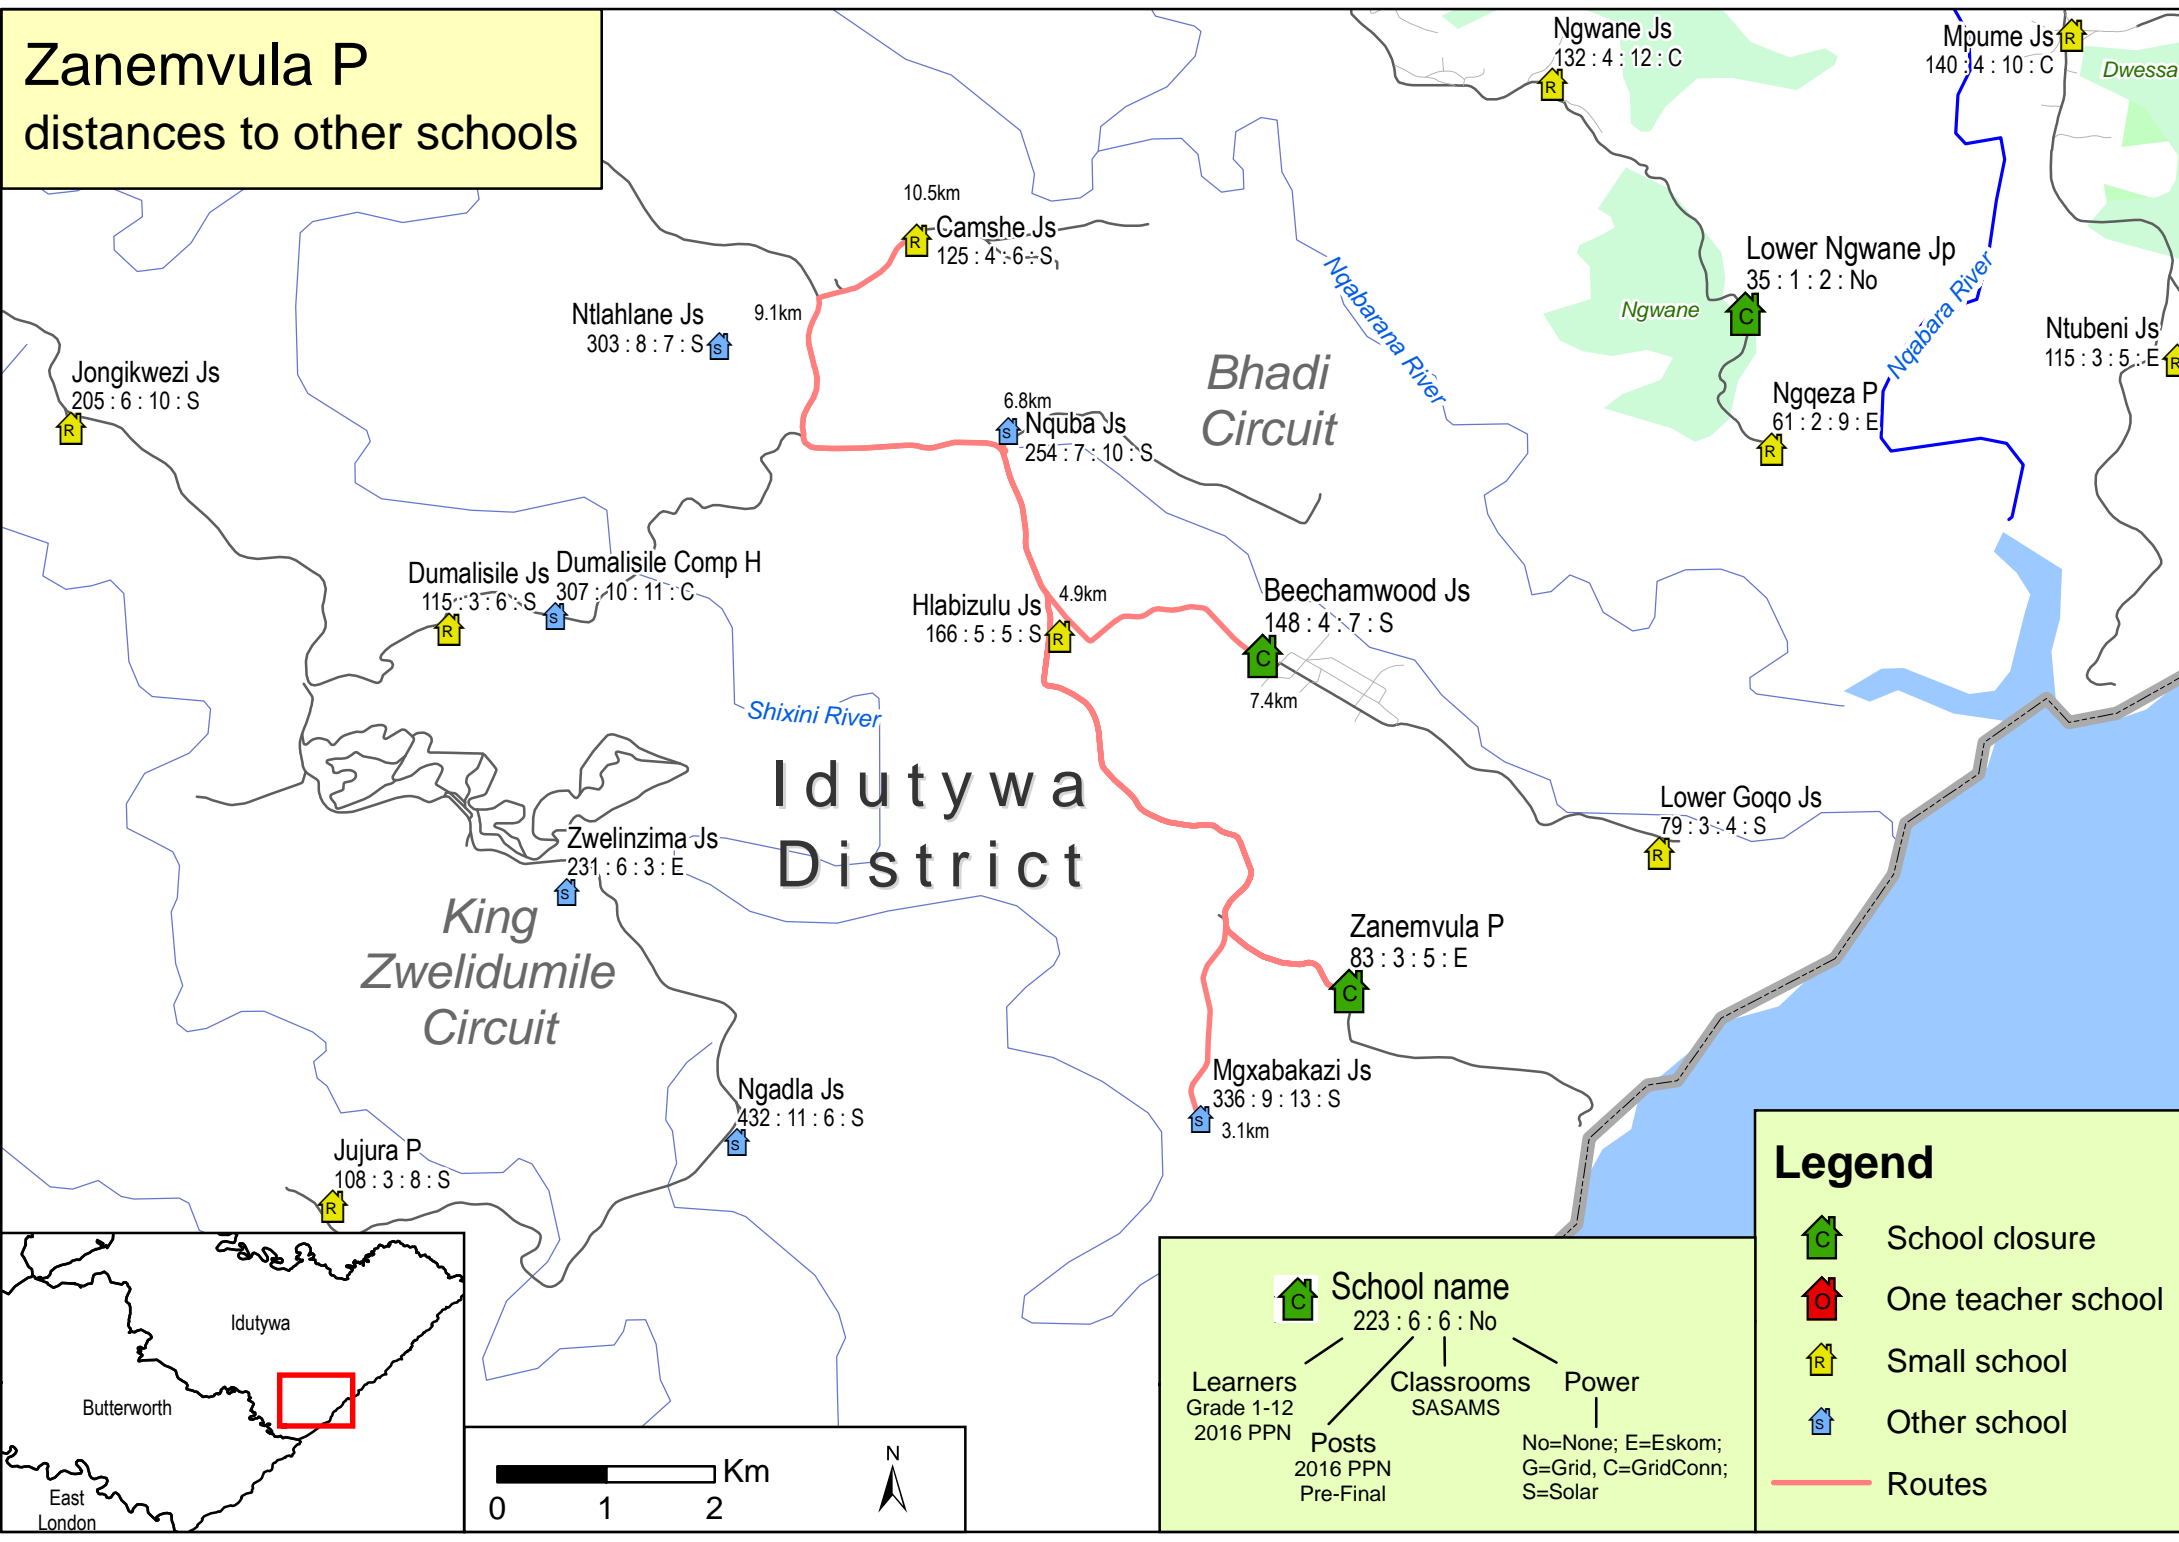 Zanemvula P
distances to other schools
Ngwane Js
132 : 4 : 12 : C
R
Mpume Js
140 : 4 : 10 : C
R
Dwessa
10.5km
Camshe Js
125 : 4 : 6 : S
R
Lower Ngwane Jp
35 : 1 : 2 : No
C
Ngwane
Nqabarana River
Nqabara River
Ntlahlane Js
303 : 8 : 7 : S
S
9.1km
Ntubeni Js
115 : 3 : 5 : E
R
Jongikwezi Js
205 : 6 : 10 : S
R
Bhadi
Circuit
6.8km
Nquba Js
254 : 7 : 10 : S
S
Ngqeza P
61 : 2 : 9 : E
R
Dumalisile Js
115 : 3 : 6 : S
R
Dumalisile Comp H
307 : 10 : 11 : C
S
Hlabizulu Js
166 : 5 : 5 : S
R
4.9km
Beechamwood Js
148 : 4 : 7 : S
C
7.4km
Shixini River
Idutywa
District
Lower Goqo Js
79 : 3 : 4 : S
R
Zwelinzima Js
231 : 6 : 3 : E
S
King
Zwelidumile
Circuit
Zanemvula P
83 : 3 : 5 : E
C
Mgxabakazi Js
336 : 9 : 13 : S
S
3.1km
Ngadla Js
432 : 11 : 6 : S
S
Jujura P
108 : 3 : 8 : S
R
Idutywa
Butterworth
East
London
Km
0 1 2
N
C
School name
223 : 6 : 6 : No
Learners
Grade 1-12
2016 PPN
Posts
2016 PPN
Pre-Final
Classrooms
SASAMS
Power
No=None; E=Eskom;
G=Grid, C=GridConn;
S=Solar
Legend
C School closure
O One teacher school
R Small school
S Other school
Routes